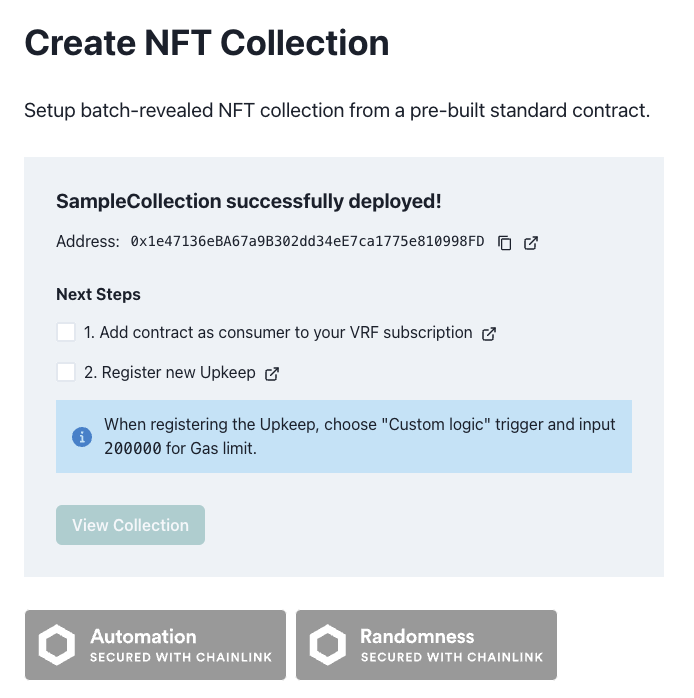 Create NFT Collection
Setup batch-revealed NFT collection from a pre-built standard contract.
SampleCollection successfully deployed!
Address: 0x1e47136eBA67a9B302dd34eE7ca1775e810998FD
Next Steps
1. Add contract as consumer to your VRF subscription
2. Register new Upkeep
When registering the Upkeep, choose "Custom logic" trigger and input
200000 for Gas limit.
View Collection
Automation
SECURED WITH CHAINLINK
Randomness
SECURED WITH CHAINLINK